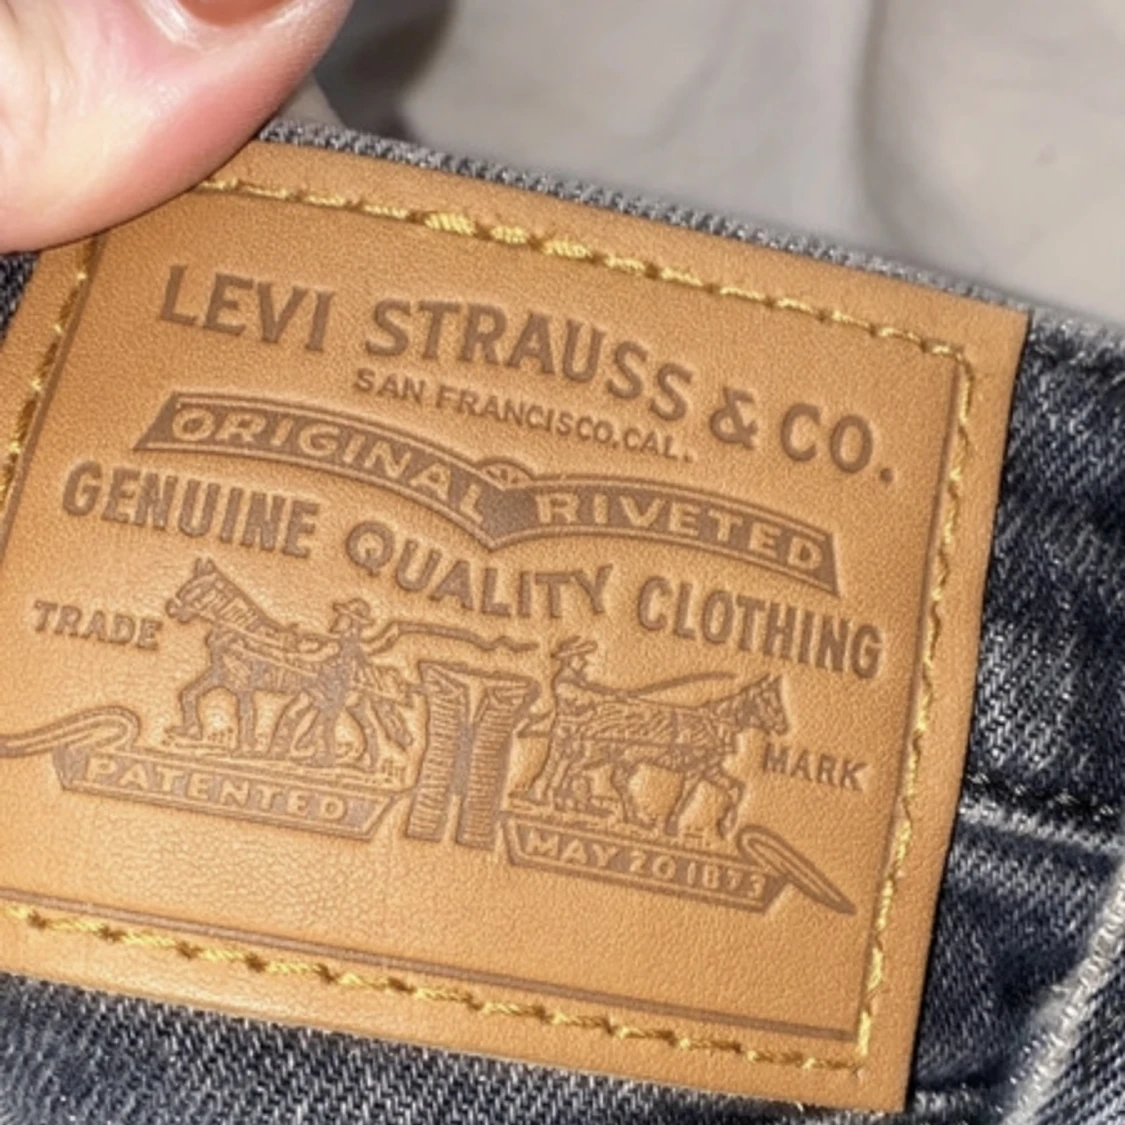 LEVI STRAUSS & CO.
SAN FRANCISCO, CAL.
ORIGINAL RIVETED
GENUINE QUALITY CLOTHING
TRADE MARK
PATENTED MAY 20 1873